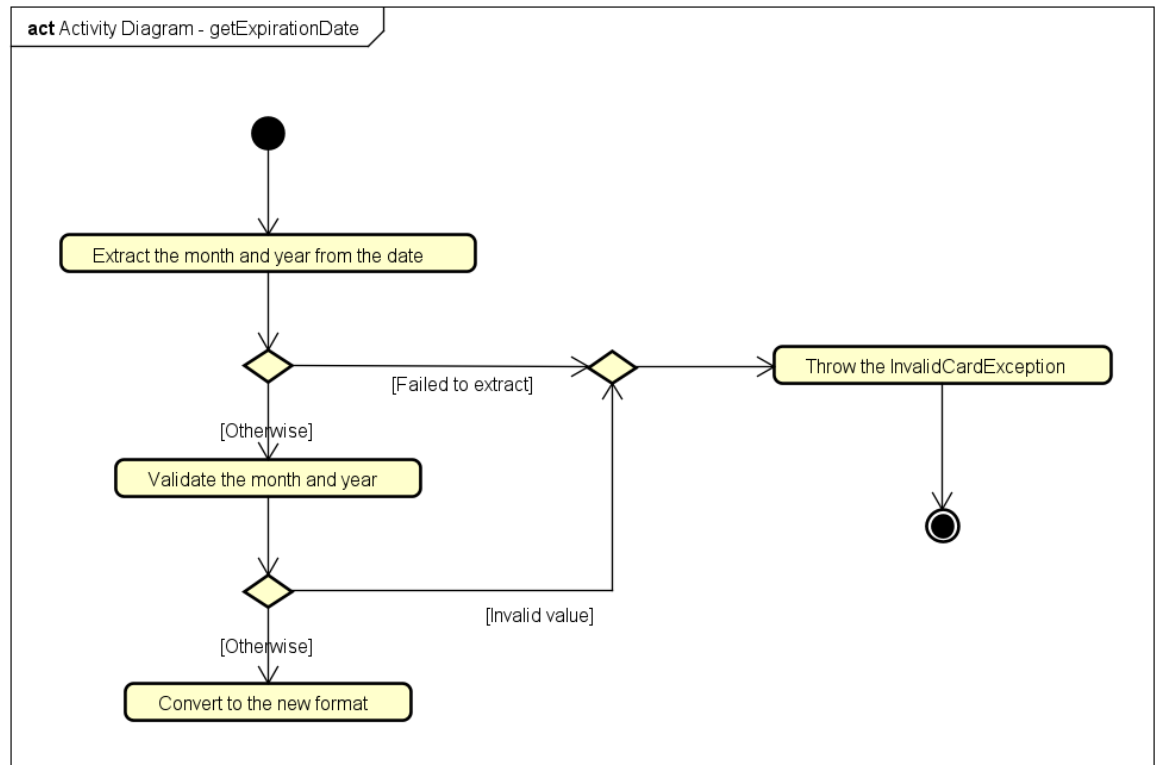 act Activity Diagram - getExpirationDate
Extract the month and year from the date
[Failed to extract]
Throw the InvalidCardException
[Otherwise]
Validate the month and year
[Invalid value]
[Otherwise]
Convert to the new format